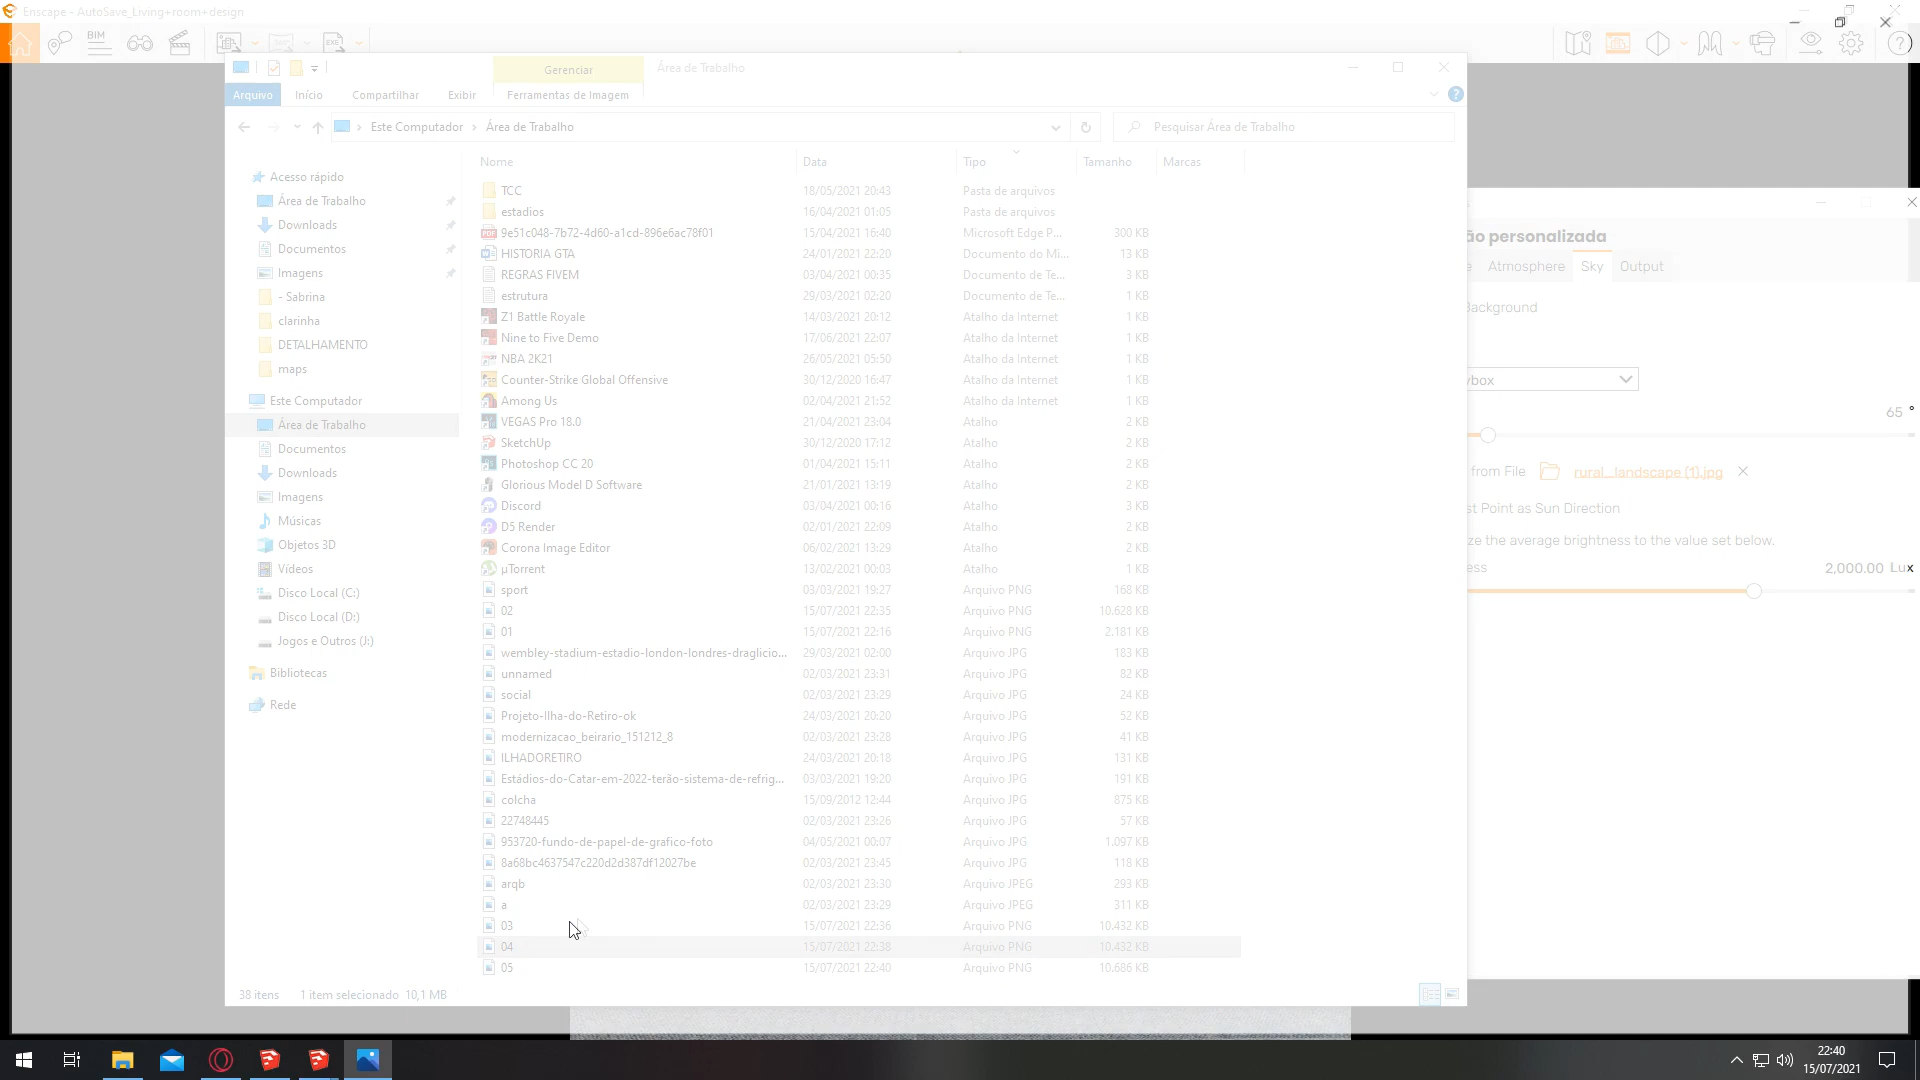 Enscape - AutoSave_Living+room+design
BIM
EXE
Gerenciar
Área de Trabalho
Arquivo
Início
Compartilhar
Exibir
Ferramentas de Imagem
Este Computador
Área de Trabalho
Pesquisar Área de Trabalho
Nome
Data
Tipo
Tamanho
Marcas
Acesso rápido
Área de Trabalho
Downloads
Documentos
Imagens
- Sabrina
clarinha
DETALHAMENTO
maps
Este Computador
Área de Trabalho
Documentos
Downloads
Imagens
Músicas
Objetos 3D
Vídeos
Disco Local (C:)
Disco Local (D:)
Jogos e Outros (J:)
Bibliotecas
Rede
TCC 18/05/2021 20:43 Pasta de arquivos
estadios 16/04/2021 01:05 Pasta de arquivos
9e51c048-7b72-4d60-a1cd-896e6ac78f01 15/04/2021 16:40 Microsoft Edge P... 300 KB
HISTORIA GTA 24/01/2021 22:20 Documento do Mi... 13 KB
REGRAS FIVEM 03/04/2021 00:35 Documento de Te... 3 KB
estrutura 29/03/2021 02:20 Documento de Te... 1 KB
Z1 Battle Royale 14/03/2021 20:12 Atalho da Internet 1 KB
Nine to Five Demo 17/06/2021 22:07 Atalho da Internet 1 KB
NBA 2K21 26/05/2021 05:50 Atalho da Internet 1 KB
Counter-Strike Global Offensive 30/12/2020 16:47 Atalho da Internet 1 KB
Among Us 02/04/2021 21:52 Atalho da Internet 1 KB
VEGAS Pro 18.0 21/04/2021 23:04 Atalho 2 KB
SketchUp 30/12/2020 17:12 Atalho 2 KB
Photoshop CC 20 01/04/2021 15:11 Atalho 2 KB
Glorious Model D Software 21/01/2021 13:19 Atalho 2 KB
Discord 03/04/2021 00:16 Atalho 3 KB
D5 Render 02/01/2021 22:09 Atalho 2 KB
Corona Image Editor 06/02/2021 13:29 Atalho 2 KB
µTorrent 13/02/2021 00:03 Atalho 1 KB
sport 03/03/2021 19:27 Arquivo PNG 168 KB
02 15/07/2021 22:35 Arquivo PNG 10.628 KB
01 15/07/2021 22:16 Arquivo PNG 2.181 KB
wembley-stadium-estadio-london-londres-draglicio... 29/03/2021 02:00 Arquivo JPG 183 KB
unnamed 02/03/2021 23:31 Arquivo JPG 82 KB
social 02/03/2021 23:29 Arquivo JPG 24 KB
Projeto-Ilha-do-Retiro-ok 24/03/2021 20:20 Arquivo JPG 52 KB
modernizacao_beirario_151212_8 02/03/2021 23:28 Arquivo JPG 41 KB
ILHADORETIRO 24/03/2021 20:18 Arquivo JPG 131 KB
Estádios-do-Catar-em-2022-terão-sistema-de-refrig... 03/03/2021 19:20 Arquivo JPG 191 KB
colcha 15/09/2012 12:44 Arquivo JPG 875 KB
22748445 02/03/2021 23:26 Arquivo JPG 57 KB
953720-fundo-de-papel-de-grafico-foto 04/05/2021 00:07 Arquivo JPG 1.097 KB
8a68bc4637547c220d2d387df12027be 02/03/2021 23:45 Arquivo JPG 118 KB
arqb 02/03/2021 23:30 Arquivo JPEG 293 KB
a 02/03/2021 23:29 Arquivo JPEG 311 KB
03 15/07/2021 22:36 Arquivo PNG 10.432 KB
04 15/07/2021 22:38 Arquivo PNG 10.432 KB
05 15/07/2021 22:40 Arquivo PNG 10.686 KB
38 itens 1 item selecionado 10,1 MB
ão personalizada
e Atmosphere Sky Output
Background
ybox
65 °
from File rural_landscape (1).jpg
st Point as Sun Direction
ze the average brightness to the value set below.
ess 2,000.00 Lux
22:40
15/07/2021